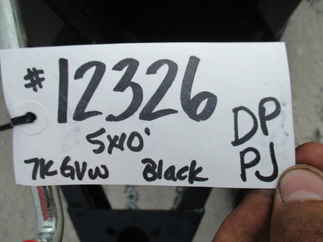 #12326
5x10'
DP
7K GVW Black PJ